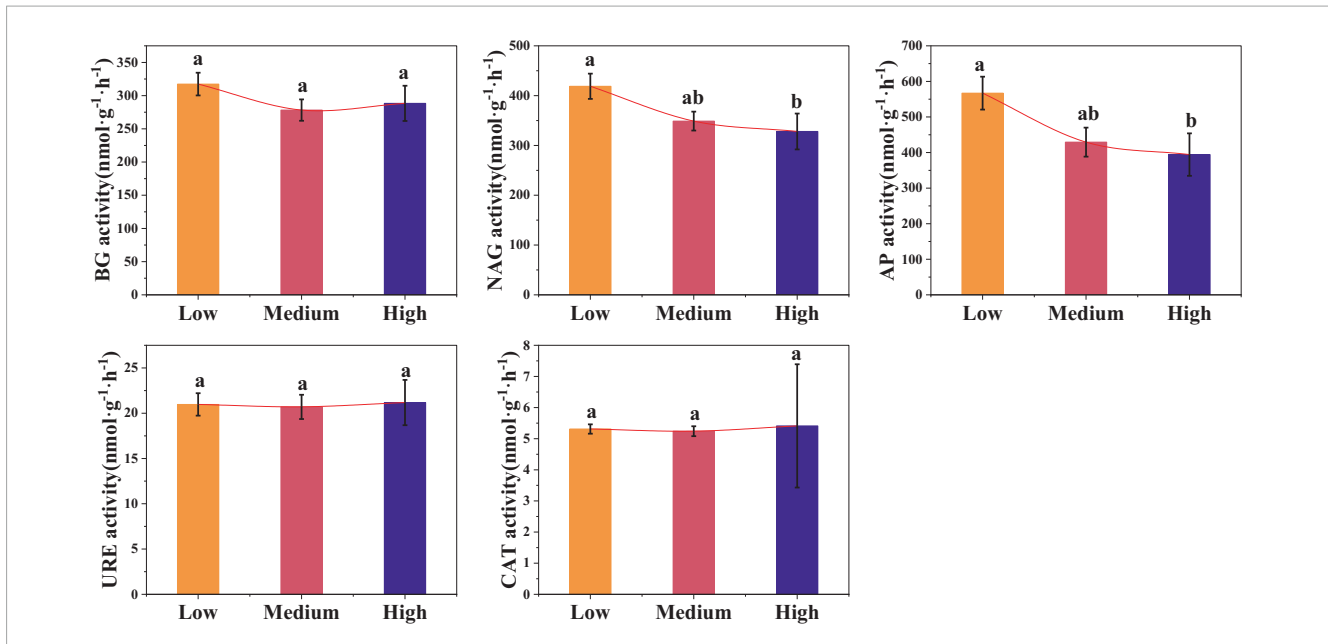 BG activity(nmol·g⁻¹·h⁻¹)
350
300
250
200
150
100
50
0
a
a
a
Low
Medium
High
NAG activity(nmol·g⁻¹·h⁻¹)
500
400
300
200
100
0
a
ab
b
Low
Medium
High
AP activity(nmol·g⁻¹·h⁻¹)
700
600
500
400
300
200
100
0
a
ab
b
Low
Medium
High
URE activity(nmol·g⁻¹·h⁻¹)
25
20
15
10
5
0
a
a
a
Low
Medium
High
CAT activity(nmol·g⁻¹·h⁻¹)
8
7
6
5
4
3
2
1
0
a
a
a
Low
Medium
High